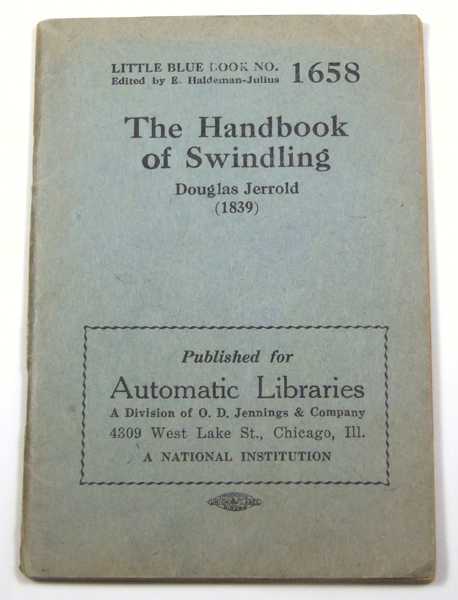 LITTLE BLUE BOOK NO. 1658
Edited by E. Haldeman-Julius
The Handbook
of Swindling
Douglas Jerrold
(1839)
Published for
Automatic Libraries
A Division of O. D. Jennings & Company
4309 West Lake St., Chicago, Ill.
A NATIONAL INSTITUTION